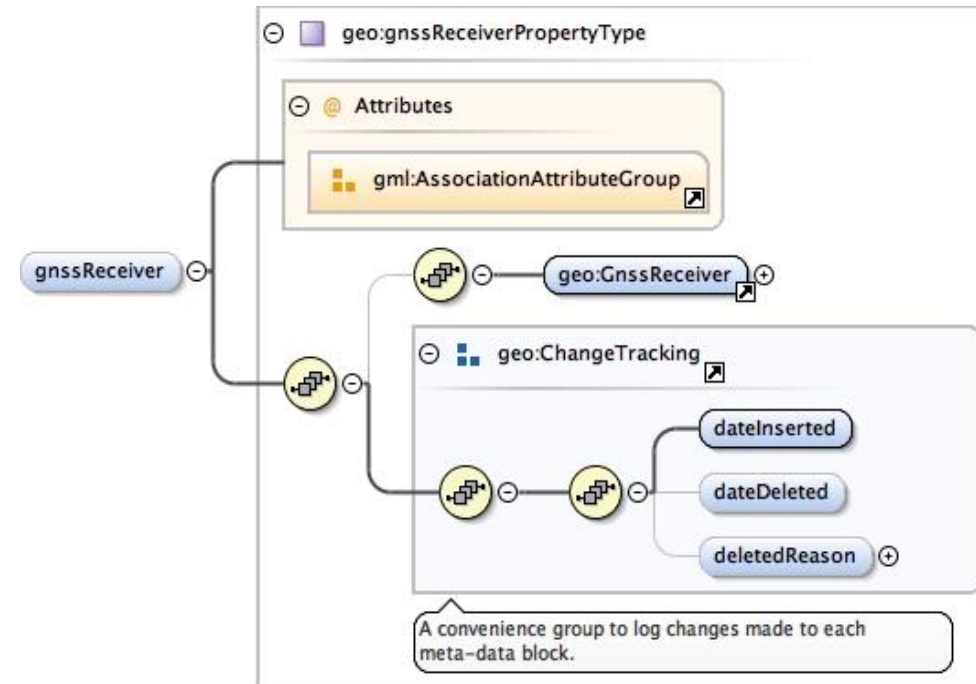 geo:gnssReceiverPropertyType
@ Attributes
gml:AssociationAttributeGroup
gnssReceiver
geo:GnssReceiver
geo:ChangeTracking
dateInserted
dateDeleted
deletedReason
A convenience group to log changes made to each
meta-data block.